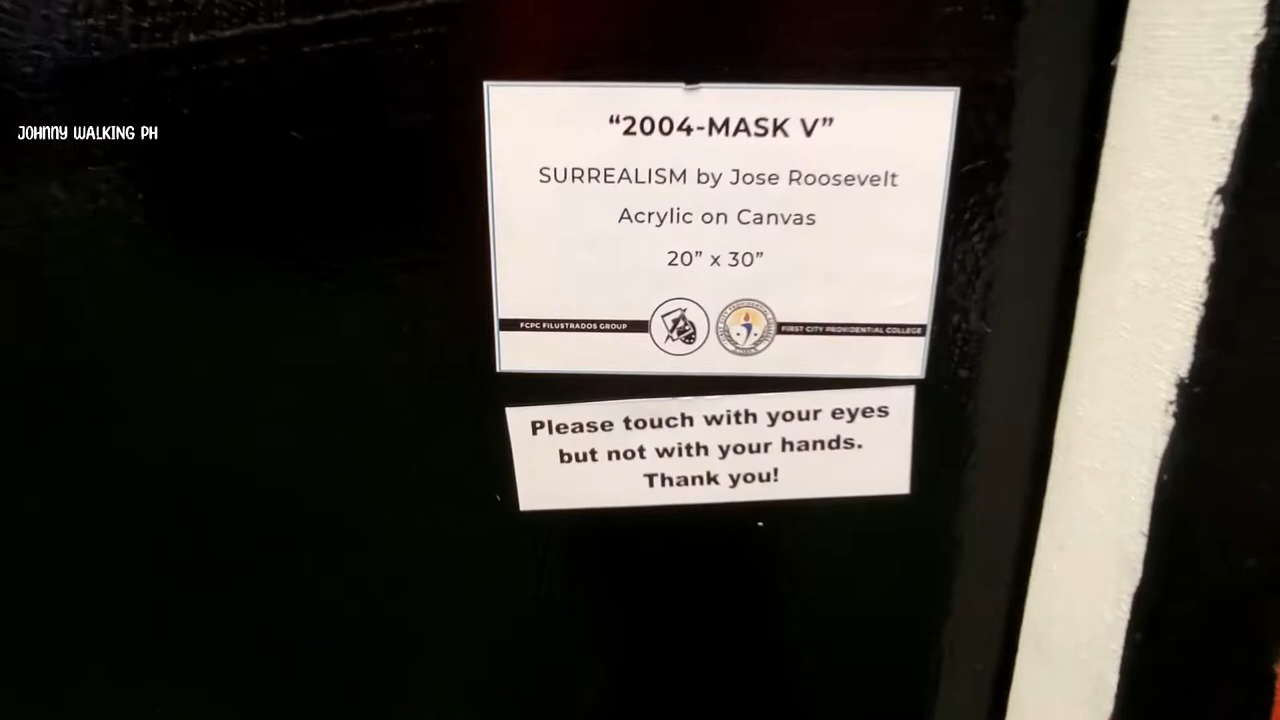 JOHNNY WALKING PH
“2004-MASK V”
SURREALISM by Jose Roosevelt
Acrylic on Canvas
20” x 30”
FCPC FILUSTRADOS GROUP
FIRST CITY PROVIDENTIAL COLLEGE
Please touch with your eyes
but not with your hands.
Thank you!